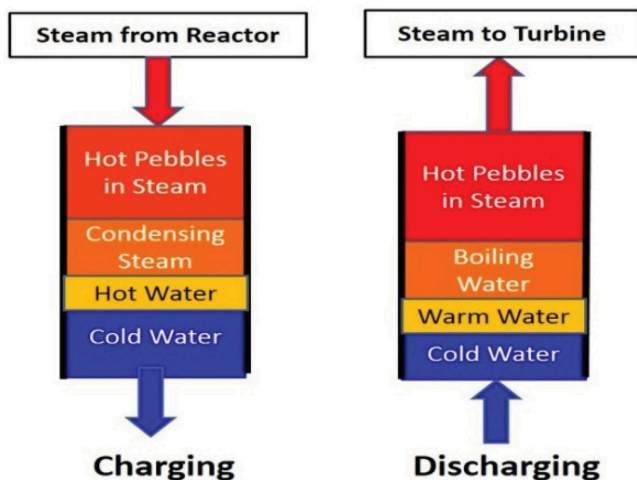 Steam from Reactor
Hot Pebbles
in Steam
Condensing
Steam
Hot Water
Cold Water
Charging
Steam to Turbine
Hot Pebbles
in Steam
Boiling
Water
Warm Water
Cold Water
Discharging